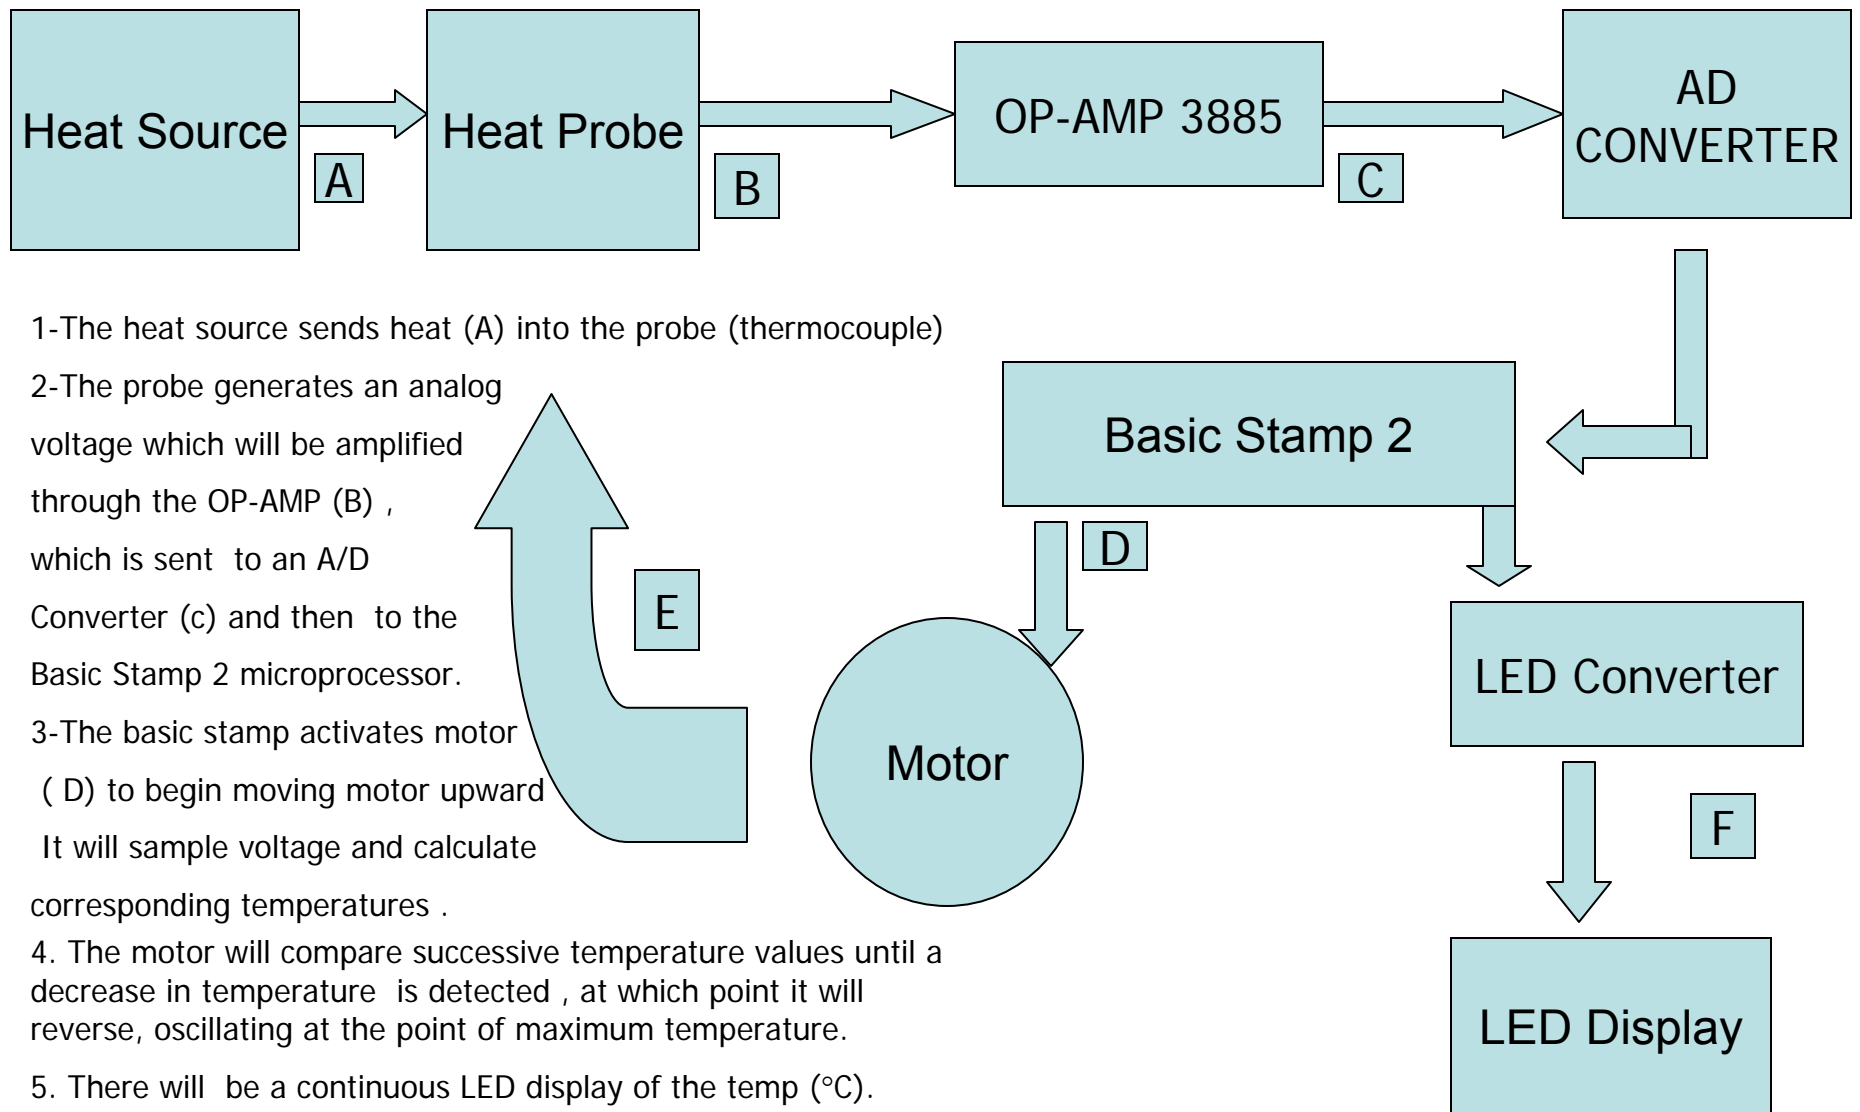 Heat Source
Heat Probe
OP-AMP 3885
AD
CONVERTER
A
B
C
1-The heat source sends heat (A) into the probe (thermocouple)
2-The probe generates an analog
voltage which will be amplified
through the OP-AMP (B) ,
which is sent  to an A/D
Converter (c) and then  to the
Basic Stamp 2 microprocessor.
3-The basic stamp activates motor
( D) to begin moving motor upward
It will sample voltage and calculate
corresponding temperatures .
4. The motor will compare successive temperature values until a
decrease in temperature  is detected , at which point it will
reverse, oscillating at the point of maximum temperature.
5. There will  be a continuous LED display of the temp (°C).
Basic Stamp 2
D
E
Motor
LED Converter
F
LED Display